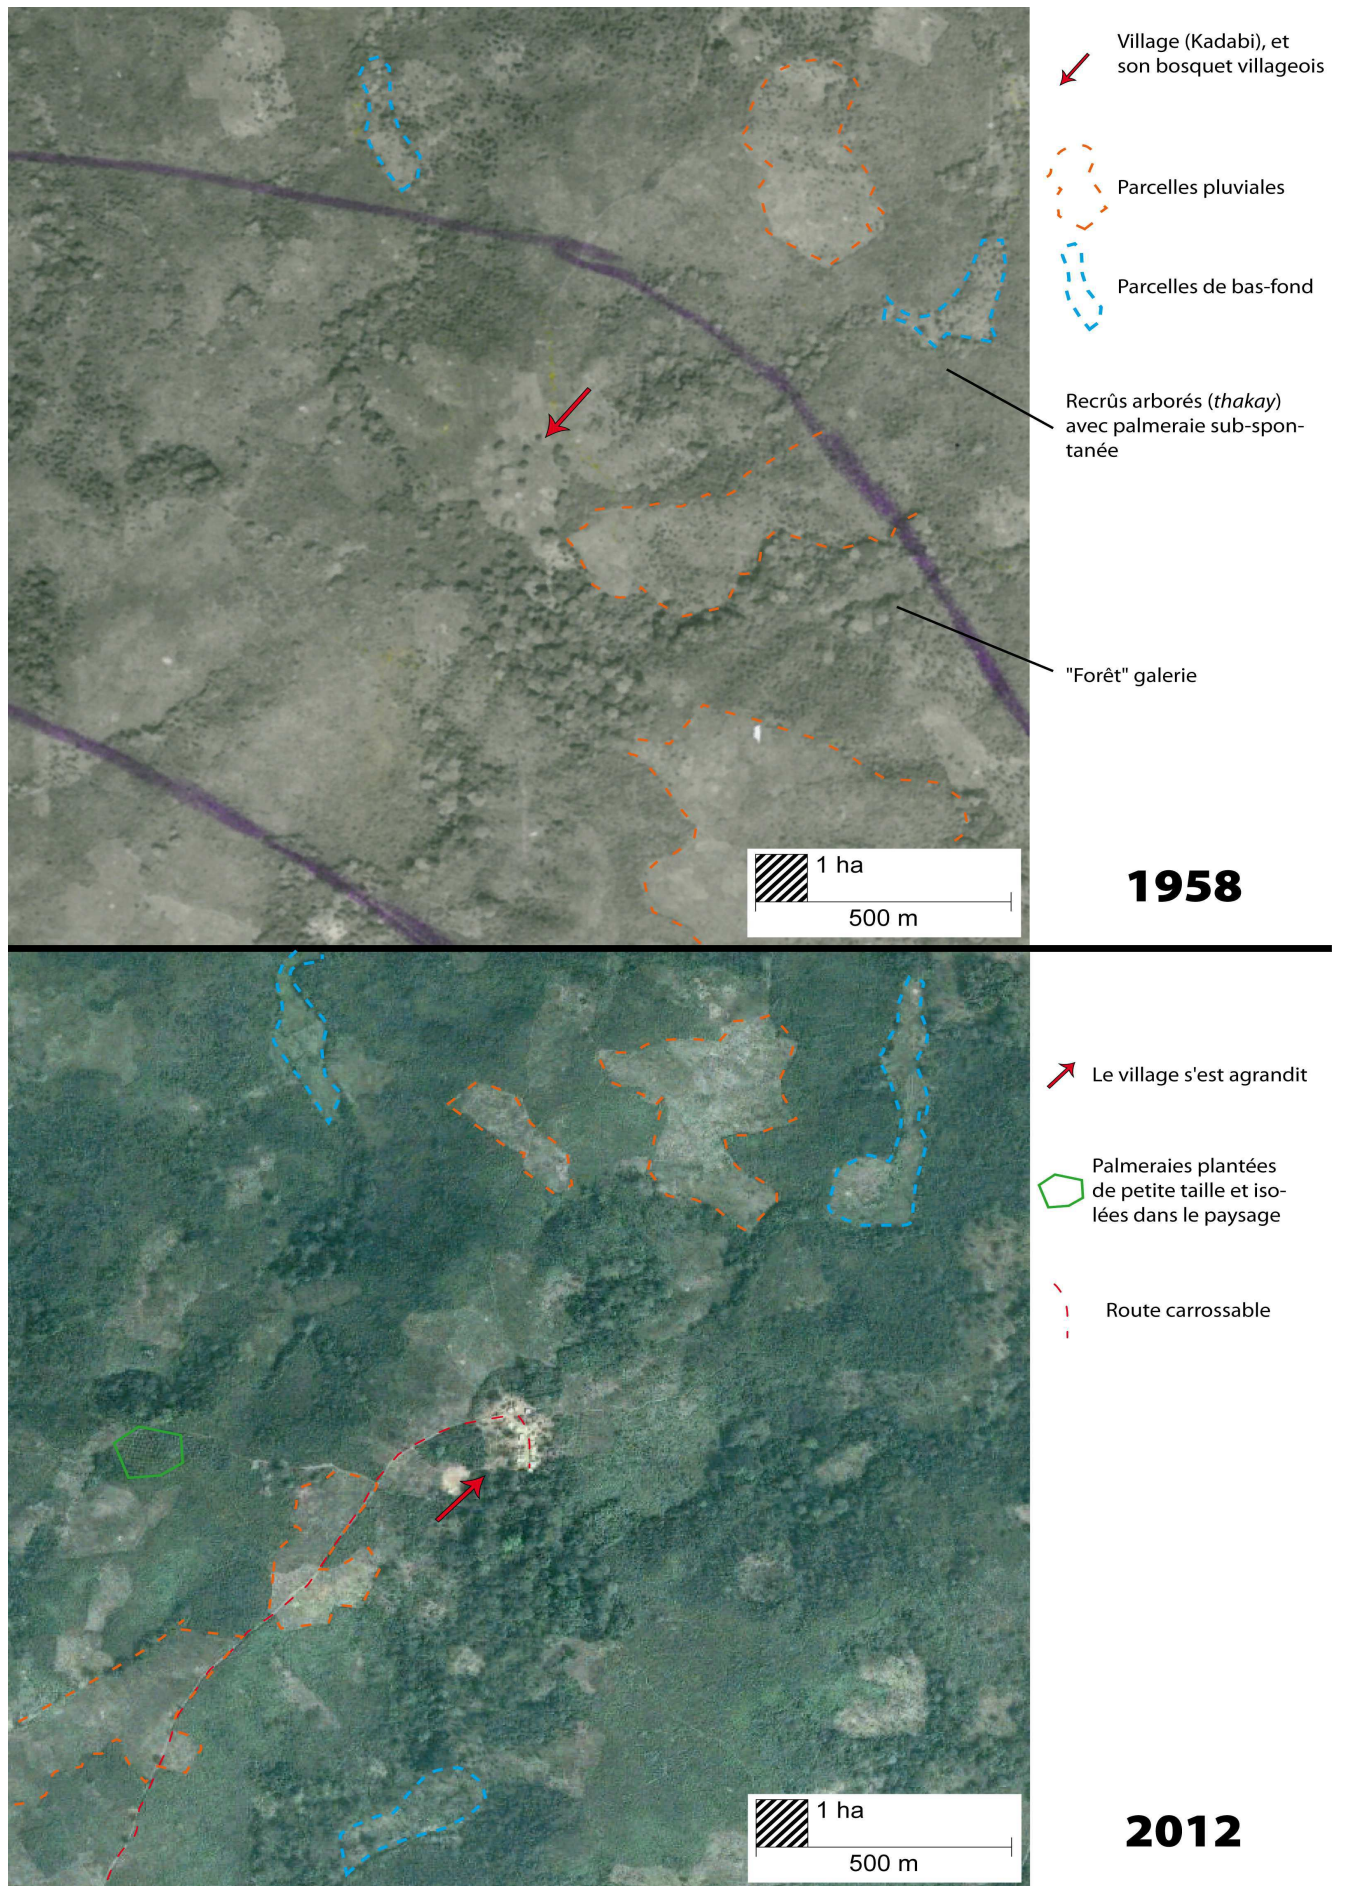 Village (Kadabi), et
son bosquet villageois
Parcelles pluviales
Parcelles de bas-fond
Recrûs arborés (thakay)
avec palmeraie sub-spon-
tanée
"Forêt" galerie
1 ha
500 m
1958
Le village s'est agrandit
Palmeraies plantées
de petite taille et iso-
lées dans le paysage
Route carrossable
1 ha
500 m
2012